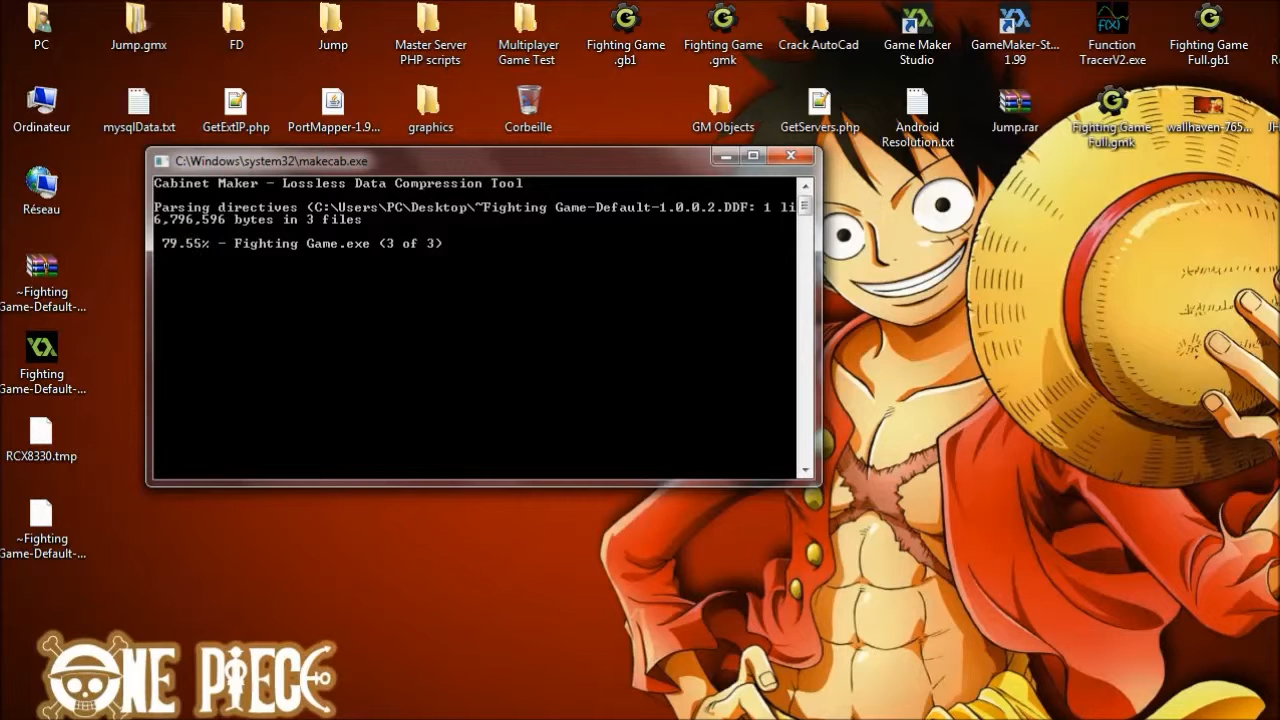 PC
Jump.gmx
FD
Jump
Master Server
PHP scripts
Multiplayer
Game Test
Fighting Game
.gb1
Fighting Game
.gmk
Crack AutoCad
Game Maker
Studio
GameMaker-St...
1.99
Function
TracerV2.exe
Fighting Game
Full.gb1
f(x)
Ordinateur
mysqlData.txt
GetExtIP.php
PortMapper-1.9...
graphics
Corbeille
GM Objects
GetServers.php
Android
Resolution.txt
Jump.rar
Fighting Game
Full.gmk
wallhaven-765...
JH
Réseau
~Fighting
Game-Default-...
Fighting
Game-Default-...
RCX8330.tmp
~Fighting
Game-Default-...
C:\Windows\system32\makecab.exe
Cabinet Maker - Lossless Data Compression Tool
Parsing directives (C:\Users\PC\Desktop\~Fighting Game-Default-1.0.0.2.DDF: 1 li
6,796,596 bytes in 3 files
79.55% - Fighting Game.exe (3 of 3)
ONE PIECE